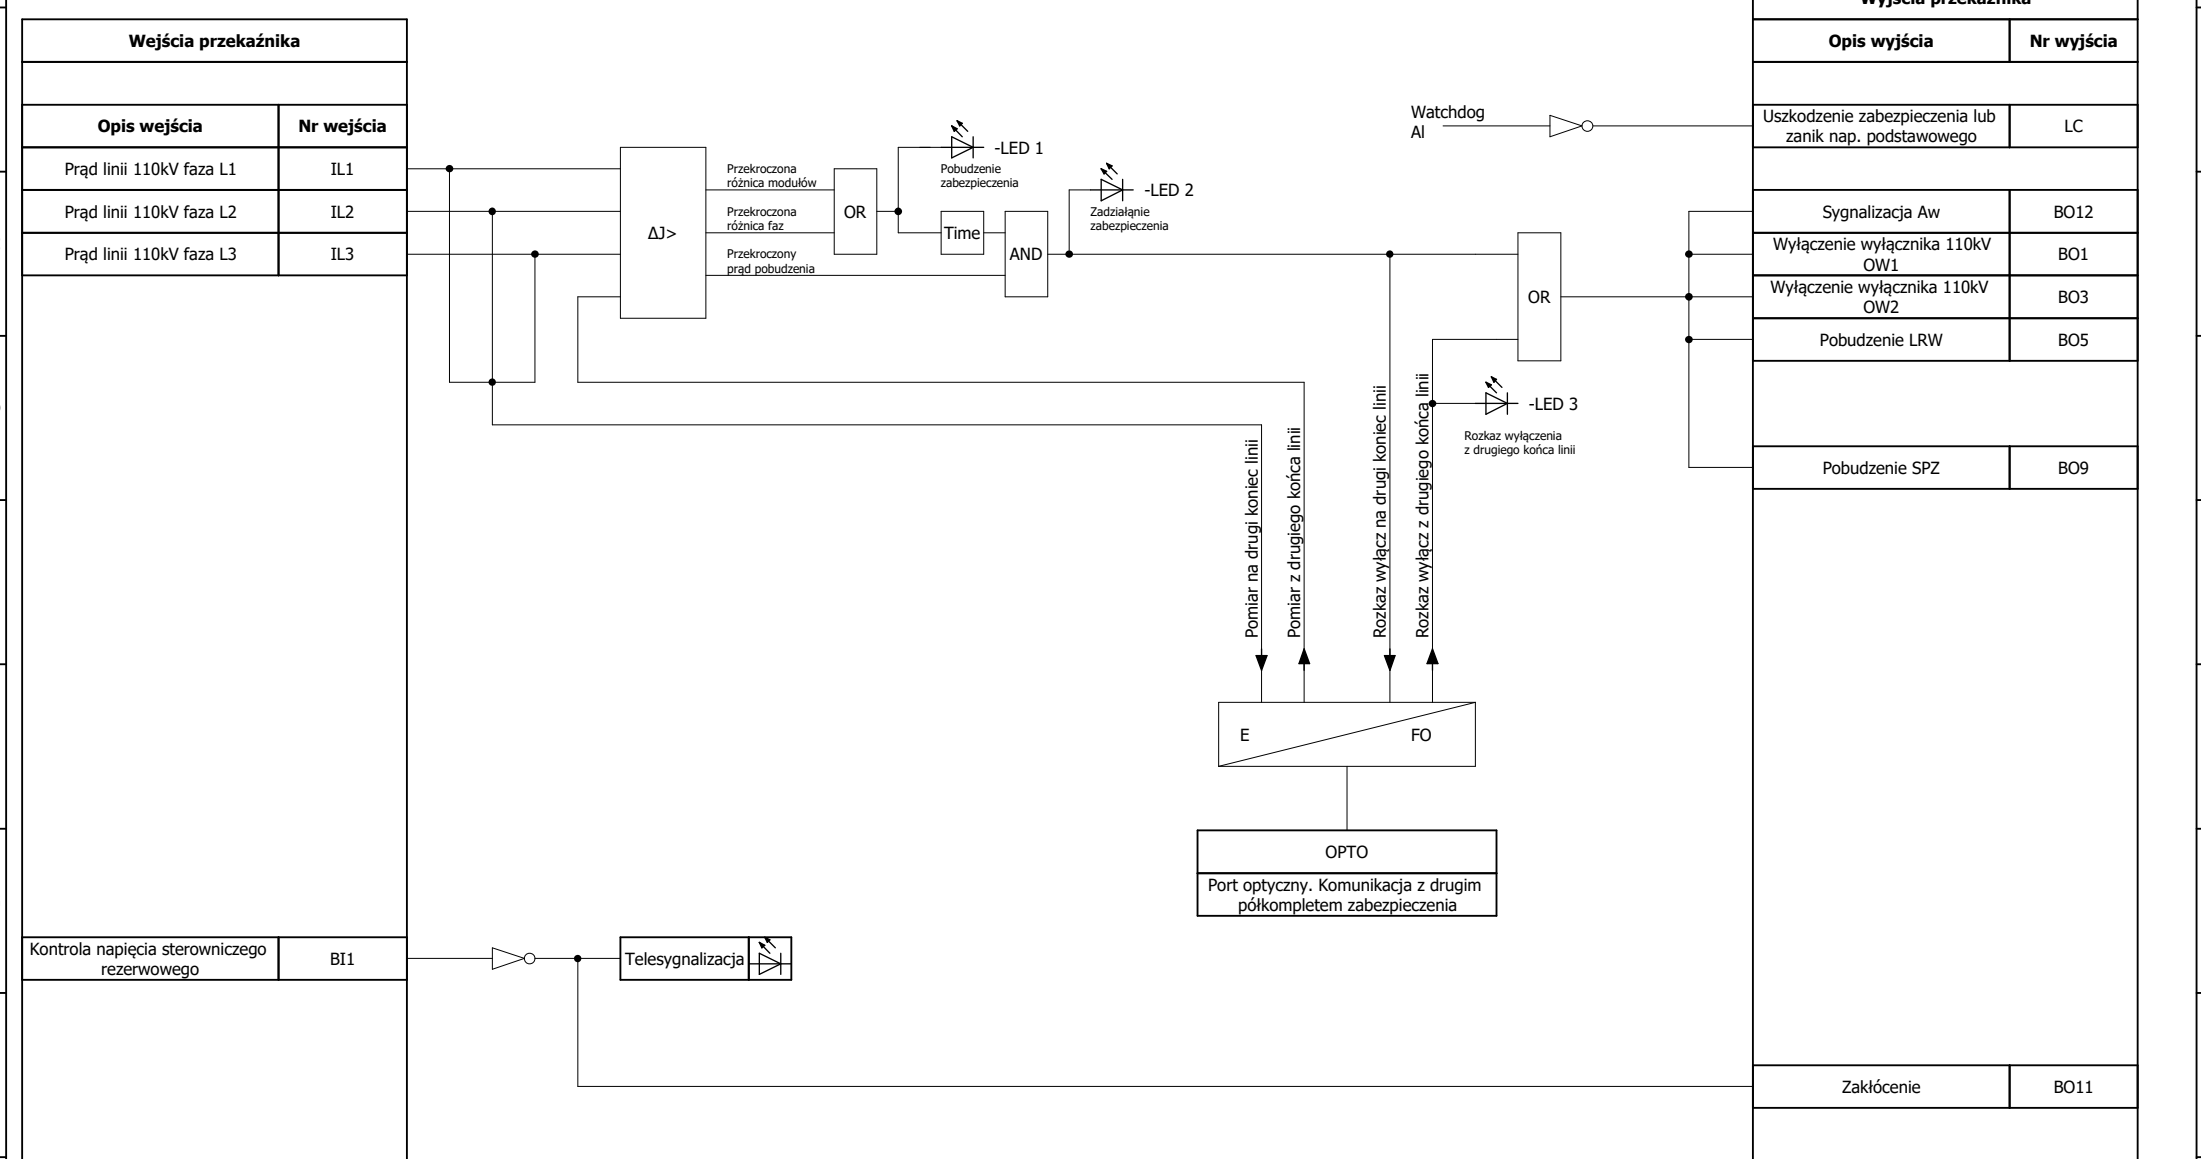 Wyjścia przekaźnika
Wejścia przekaźnika
Opis wyjścia
Nr wyjścia
Opis wejścia
Nr wejścia
Prąd linii 110kV faza L1
IL1
Prąd linii 110kV faza L2
IL2
Prąd linii 110kV faza L3
IL3
ΔJ>
Przekroczona
różnica modułów
Przekroczona
różnica faz
Przekroczony
prąd pobudzenia
OR
-LED 1
Pobudzenie
zabezpieczenia
Time
AND
-LED 2
Zadziałąnie
zabezpieczenia
Watchdog
Al
Uszkodzenie zabezpieczenia lub
zanik nap. podstawowego
LC
Sygnalizacja Aw
BO12
Wyłączenie wyłącznika 110kV
OW1
BO1
Wyłączenie wyłącznika 110kV
OW2
BO3
Pobudzenie LRW
BO5
OR
-LED 3
Rozkaz wyłączenia
z drugiego końca linii
Pobudzenie SPZ
BO9
Pomiar na drugi koniec linii
Pomiar z drugiego końca linii
Rozkaz wyłącz na drugi koniec linii
Rozkaz wyłącz z drugiego końca linii
E
FO
OPTO
Port optyczny. Komunikacja z drugim
półkompletem zabezpieczenia
Kontrola napięcia sterowniczego
rezerwowego
BI1
Telesygnalizacja
Zakłócenie
BO11